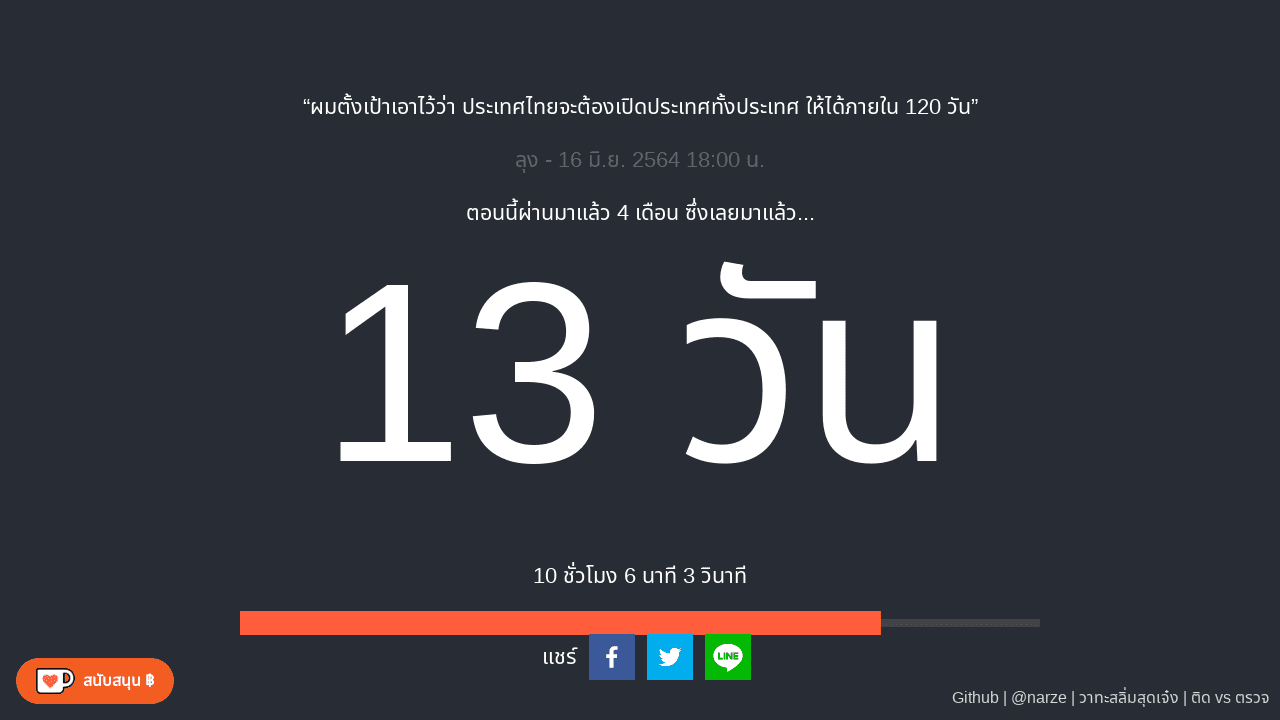 “ผมตั้งเป้าเอาไว้ว่า ประเทศไทยจะต้องเปิดประเทศทั้งประเทศ ให้ได้ภายใน 120 วัน”
ลุง - 16 มิ.ย. 2564 18:00 น.
ตอนนี้ผ่านมาแล้ว 4 เดือน ซึ่งเลยมาแล้ว...
13 วัน
10 ชั่วโมง 6 นาที 3 วินาที
แชร์
LINE
สนับสนุน ฿
Github | @narze | วาทะสลิ่มสุดเจ๋ง | ติด vs ตรวจ